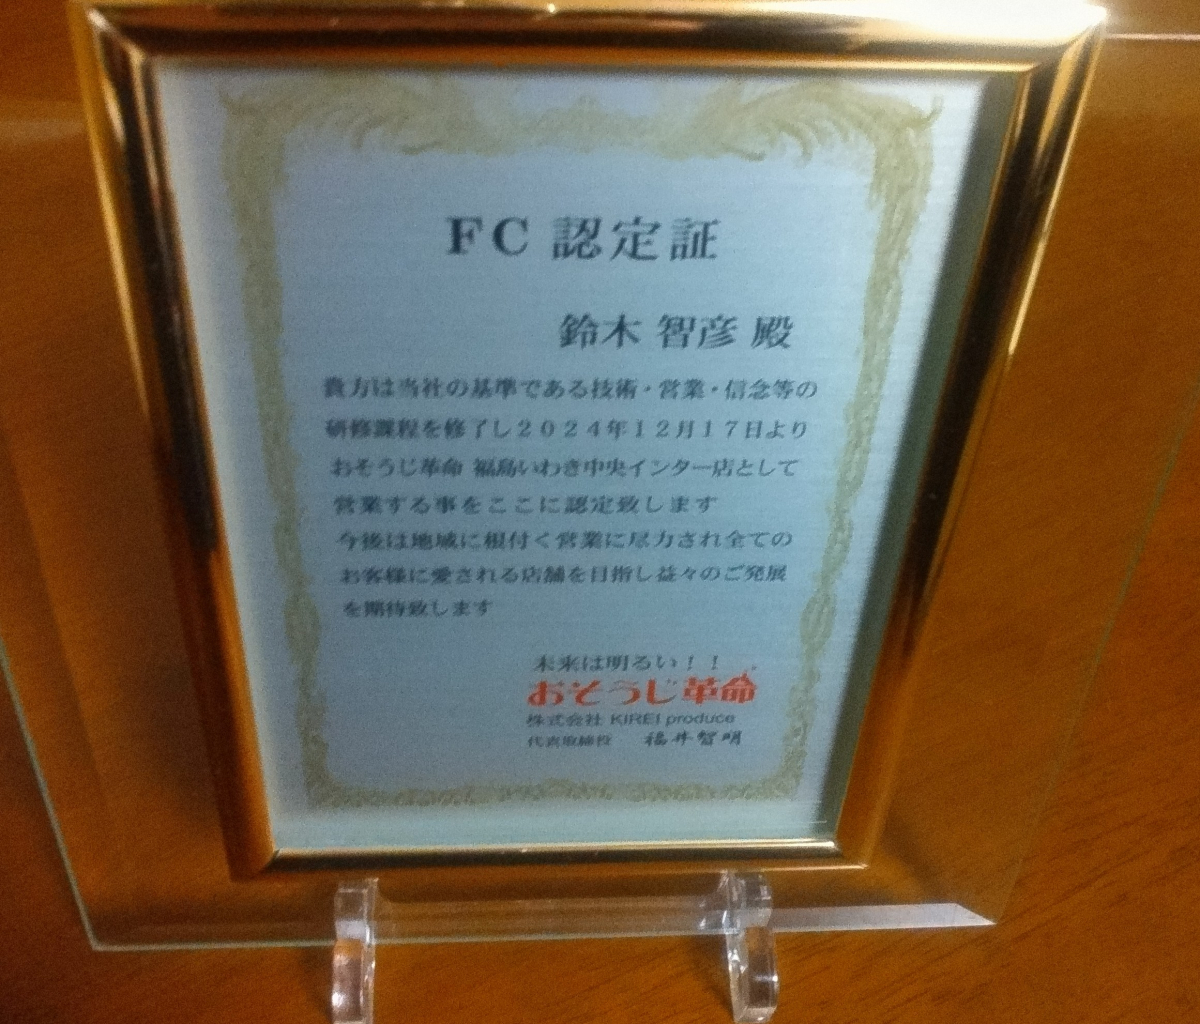 FC 認定証
鈴木 智彦 殿
貴方は当社の基準である技術・営業・信念等の
研修課程を修了し2024年12月17日より
おそうじ革命 福島いわき中央インター店として
営業する事をここに認定致します
今後は地域に根付く営業に尽力され全ての
お客様に愛される店舗を目指し益々のご発展
を期待致します
未来は明るい!!
おそうじ革命
株式会社 KIREI produce
代表取締役 福井智明